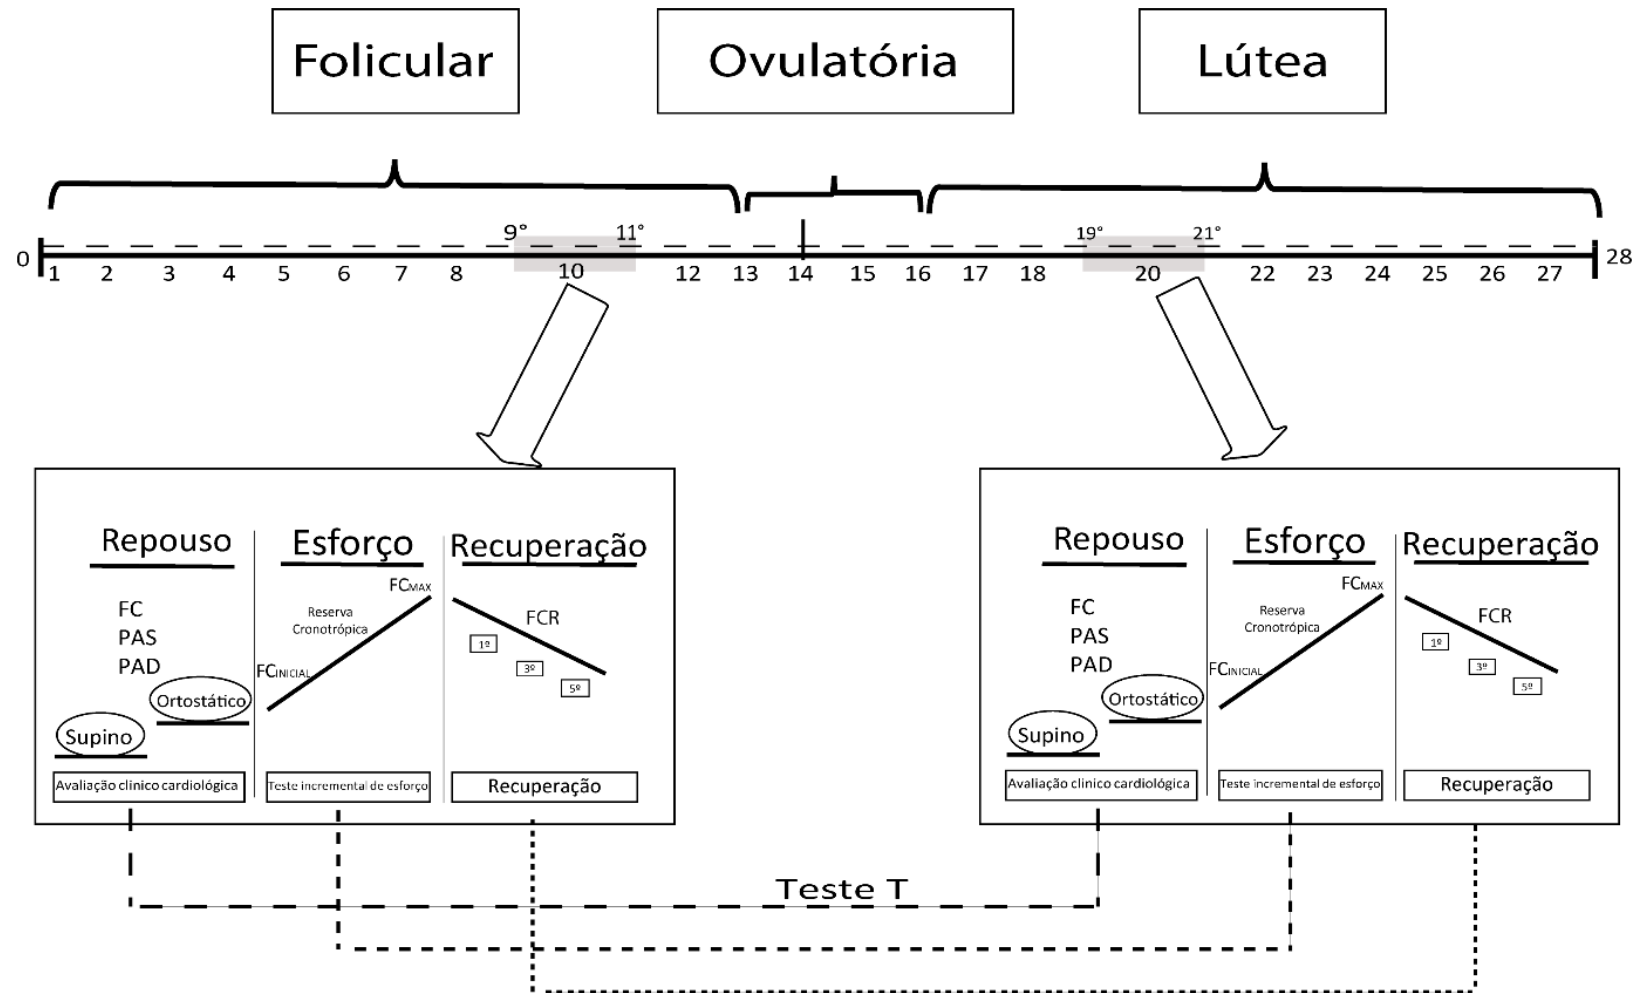 Folicular
Ovulatória
Lútea
9°
11°
19°
21°
0
1 2 3 4 5 6 7 8 10 12 13 14 15 16 17 18 20 22 23 24 25 26 27
28
Repouso
Esforço
Recuperação
FC
PAS
PAD
Ortostático
Supino
FCMAX
Reserva
Cronotrópica
FCINICIAL
FCR
1º
3º
5º
Avaliação clinico cardiológica
Teste incremental de esforço
Recuperação
Repouso
Esforço
Recuperação
FC
PAS
PAD
Ortostático
Supino
FCMAX
Reserva
Cronotrópica
FCINICIAL
FCR
1º
3º
5º
Avaliação clinico cardiológica
Teste incremental de esforço
Recuperação
Teste T